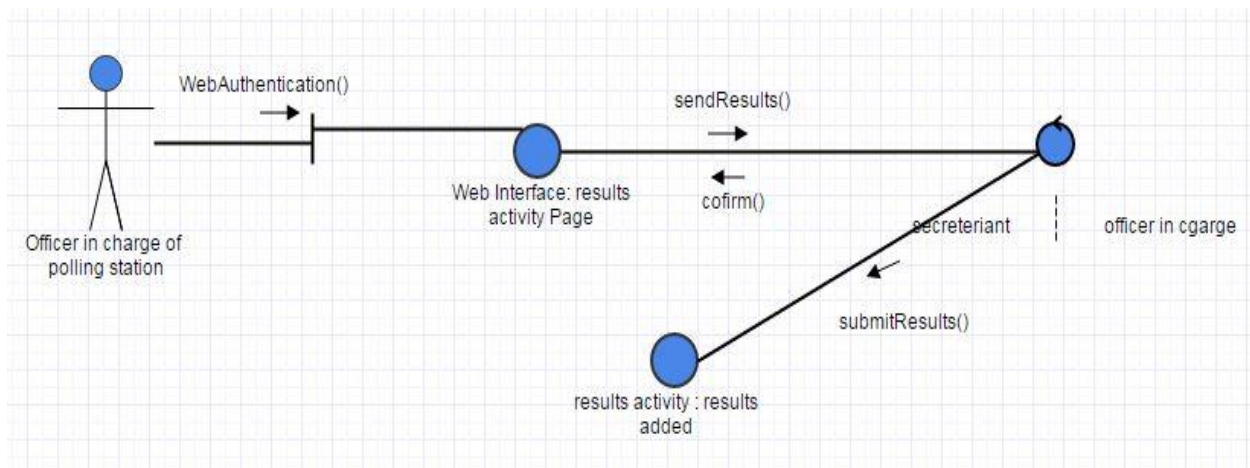 WebAuthentication()
sendResults()
Web Interface: results
activity Page
cofirm()
secreteriant
officer in cgarge
Officer in charge of
polling station
submitResults()
results activity : results
added